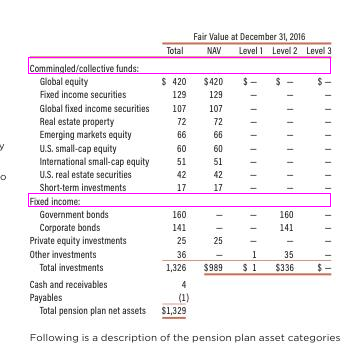 Fair Value at December 31, 2016
Total NAV Level 1 Level 2 Level 3
Commingled/collective funds:
Global equity $ 420 $420 $ — $ — $ —
Fixed income securities 129 129 — — —
Global fixed income securities 107 107 — — —
Real estate property 72 72 — — —
Emerging markets equity 66 66 — — —
U.S. small-cap equity 60 60 — — —
International small-cap equity 51 51 — — —
U.S. real estate securities 42 42 — — —
Short-term investments 17 17 — — —
Fixed income:
Government bonds 160 — — 160 —
Corporate bonds 141 — — 141 —
Private equity investments 25 25 — — —
Other investments 36 — 1 35 —
Total investments 1,326 $989 $ 1 $336 $ —
Cash and receivables 4
Payables (1)
Total pension plan net assets $1,329
Following is a description of the pension plan asset categories